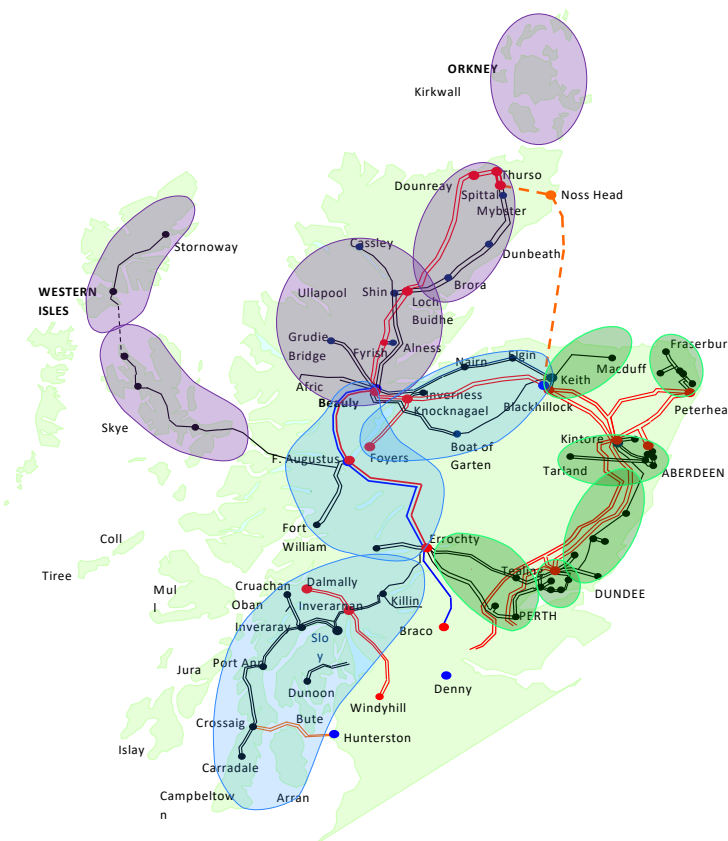 ORKNEY
Kirkwall
Thurso
Dounreay
Spittal
Noss Head
Mybster
Stornoway
Cassley
Dunbeath
WESTERN
ISLES
Ullapool
Shin
Brora
Loch
Buidhe
Grudie
Bridge
Fyrish
Alness
Nairn
Elgin
Fraserbur
Macduff
Keith
Afric
Beauly
Inverness
Knocknagael
Blackhillock
Peterhea
Skye
Kintore
Boat of
Garten
F. Augustus
Foyers
Tarland
ABERDEEN
Fort
William
Coll
Errochty
Tiree
Mul
l
Cruachan
Dalmally
Tealing
Oban
Inverarnan
Killin
DUNDEE
Inveraray
Slo
y
Braco
PERTH
Jura
Port Ann
Dunoon
Denny
Windyhill
Crossaig
Bute
Hunterston
Islay
Carradale
Campbeltow
n
Arran